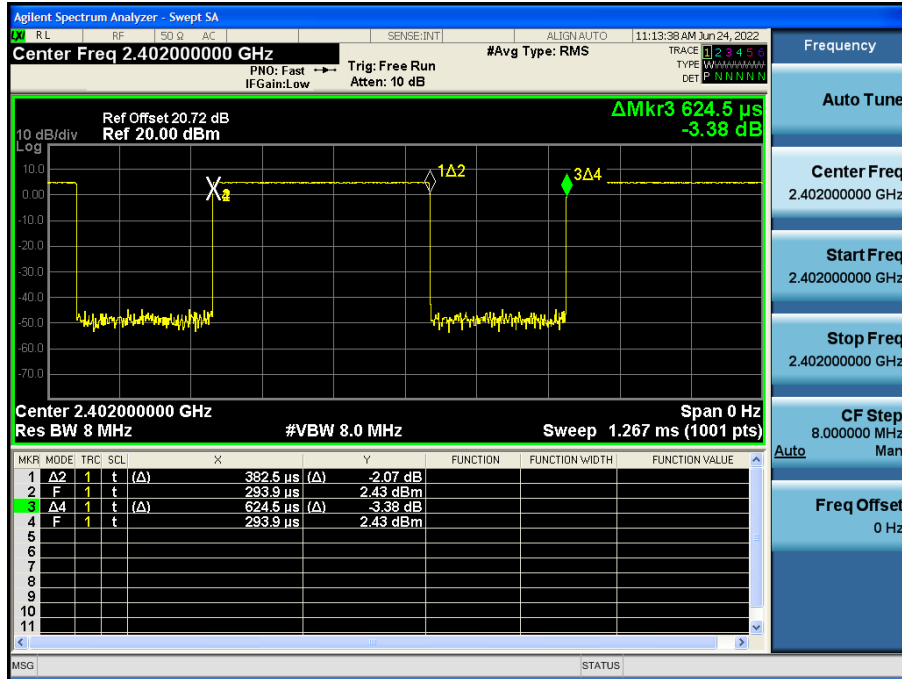 Agilent Spectrum Analyzer - Swept SA
LXI RL RF 50 Ω AC SENSE:INT ALIGN AUTO 11:13:38 AM Jun 24, 2022
Center Freq 2.402000000 GHz #Avg Type: RMS TRACE 1 2 3 4 5 6
PNO: Fast Trig: Free Run TYPE WWWWWW
IFGain:Low Atten: 10 dB DET P N N N N N
Frequency
ΔMkr3 624.5 µs
-3.38 dB
Ref Offset 20.72 dB
10 dB/div Ref 20.00 dBm
Log
10.0
0.00
-10.0
-20.0
-30.0
-40.0
-50.0
-60.0
-70.0
1Δ2
3Δ4
Center 2.402000000 GHz Span 0 Hz
Res BW 8 MHz #VBW 8.0 MHz Sweep 1.267 ms (1001 pts)
MKR MODE TRC SCL X Y FUNCTION FUNCTION WIDTH FUNCTION VALUE
1 Δ2 1 t (Δ) 382.5 µs (Δ) -2.07 dB
2 F 1 t 293.9 µs 2.43 dBm
3 Δ4 1 t (Δ) 624.5 µs (Δ) -3.38 dB
4 F 1 t 293.9 µs 2.43 dBm
5
6
7
8
9
10
11
MSG STATUS
Auto Tune
Center Freq
2.402000000 GHz
Start Freq
2.402000000 GHz
Stop Freq
2.402000000 GHz
CF Step
8.000000 MHz
Auto Man
Freq Offset
0 Hz